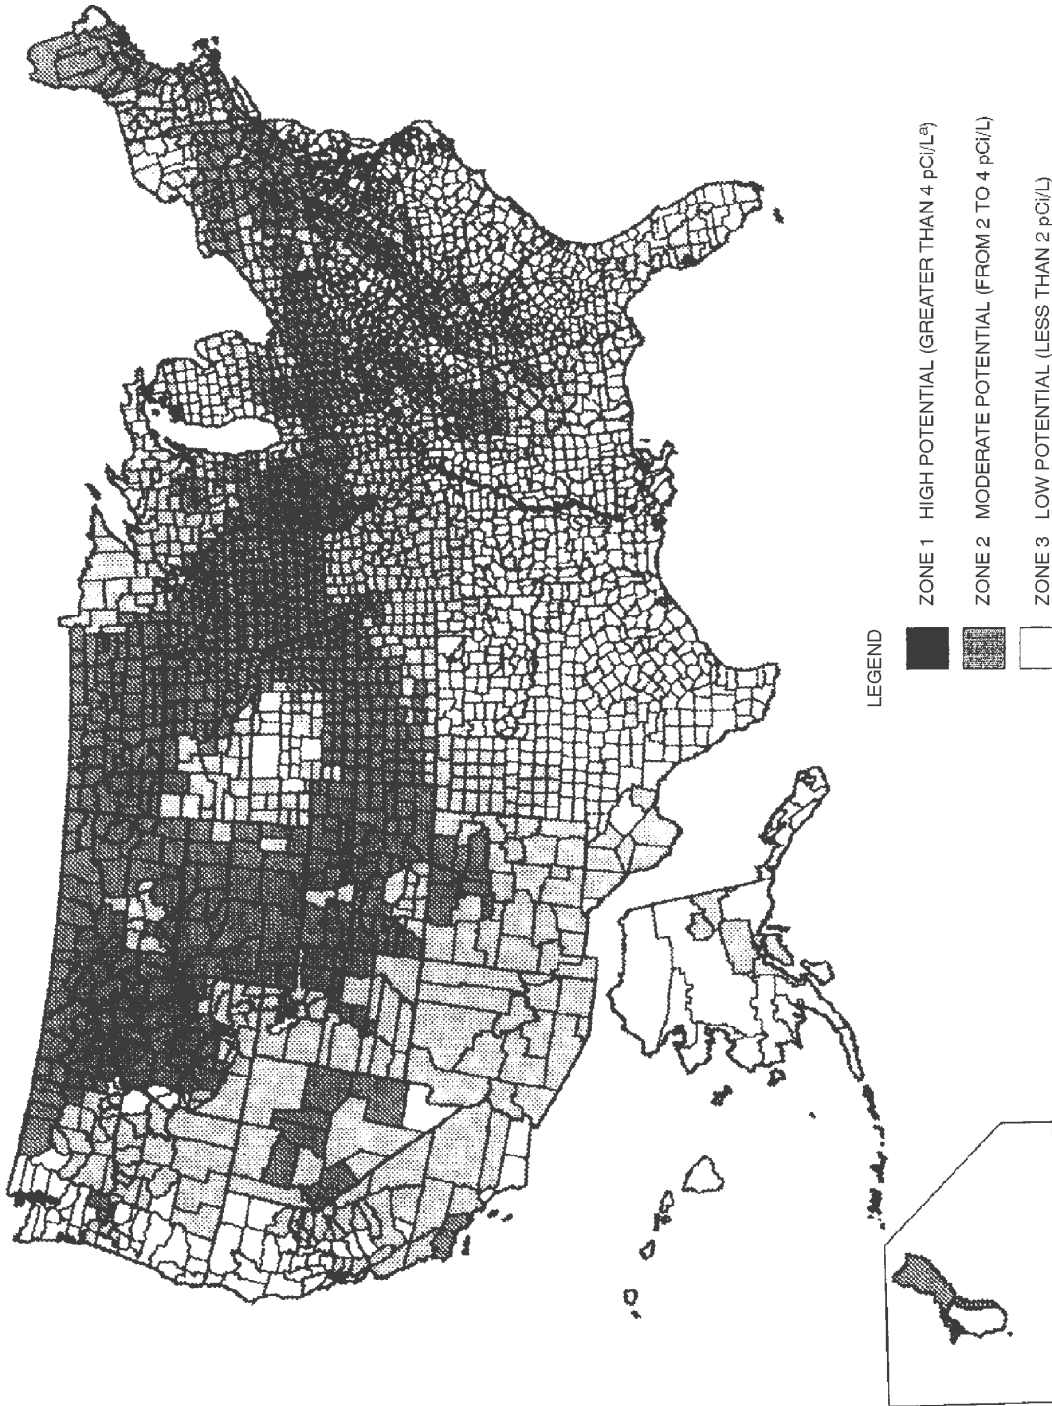 LEGEND
ZONE 1 HIGH POTENTIAL (GREATER THAN 4 pCi/Lª)
ZONE 2 MODERATE POTENTIAL (FROM 2 TO 4 pCi/L)
ZONE 3 LOW POTENTIAL (LESS THAN 2 pCi/L)